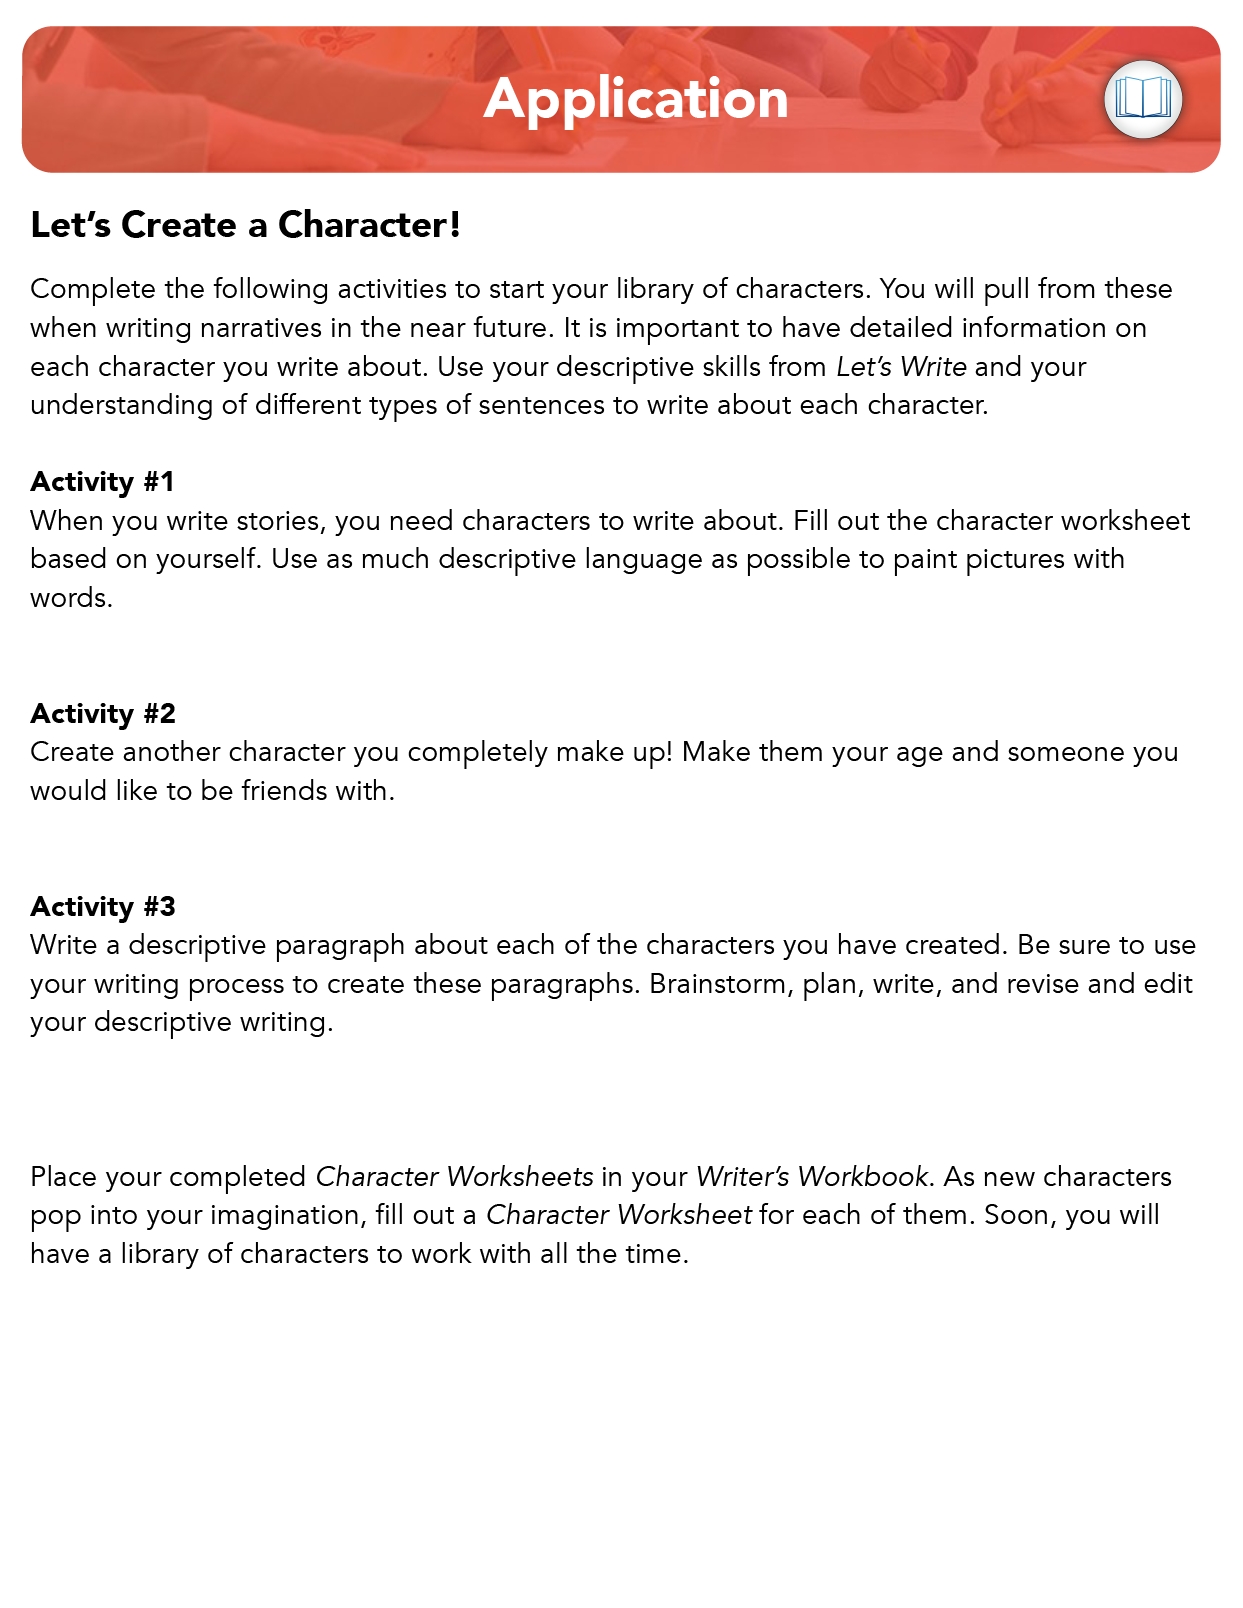 Application
Let’s Create a Character!
Complete the following activities to start your library of characters. You will pull from these
when writing narratives in the near future. It is important to have detailed information on
each character you write about. Use your descriptive skills from Let’s Write and your
understanding of different types of sentences to write about each character.
Activity #1
When you write stories, you need characters to write about. Fill out the character worksheet
based on yourself. Use as much descriptive language as possible to paint pictures with
words.
Activity #2
Create another character you completely make up! Make them your age and someone you
would like to be friends with.
Activity #3
Write a descriptive paragraph about each of the characters you have created. Be sure to use
your writing process to create these paragraphs. Brainstorm, plan, write, and revise and edit
your descriptive writing.
Place your completed Character Worksheets in your Writer’s Workbook. As new characters
pop into your imagination, fill out a Character Worksheet for each of them. Soon, you will
have a library of characters to work with all the time.